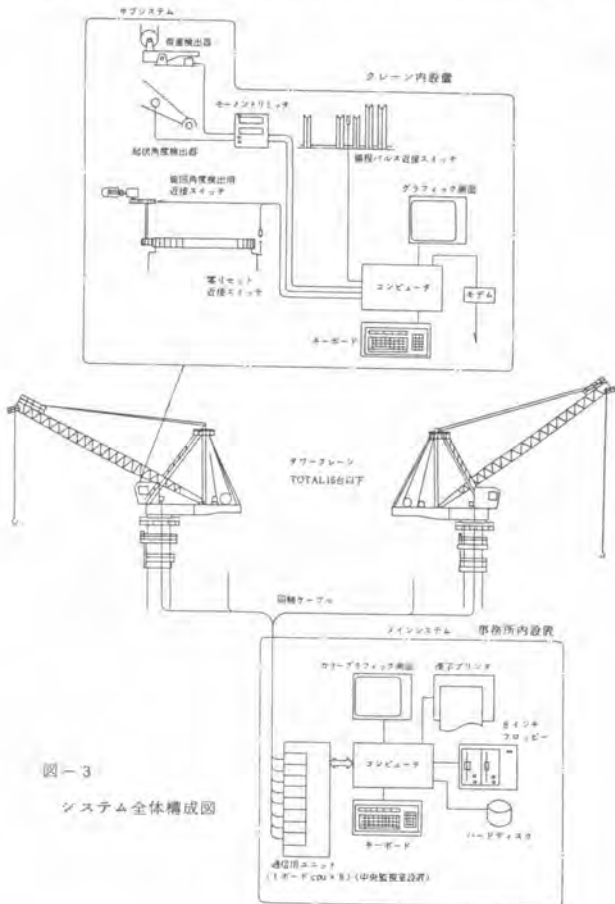 サブシステム
荷重検出器
クレーン内設置
モーメントリミッタ
起伏角度検出器
近接スイッチ
旋回角度検出用
近接スイッチ
グラフィック画面
零リセット
近接スイッチ
コンピュータ
モデム
キーボード
タワークレーン
TOTAL16台以下
同軸ケーブル
メインシステム 事務所内設置
カラーグラフィック画面
漢字プリンタ
8インチ
フロッピー
コンピュータ
図-3
システム全体構成図
キーボード
ハードディスク
通信用ユニット
(1ボードcpu×8)(中央監視室設置)